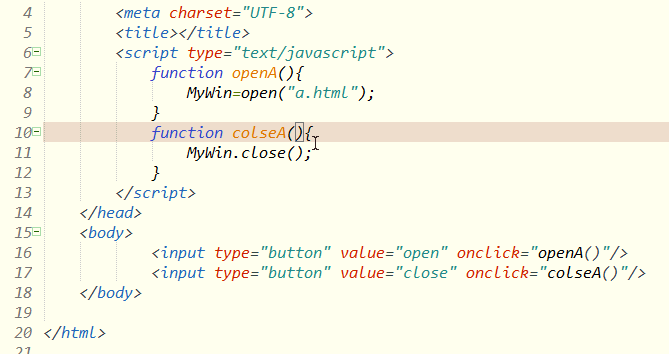 4 <meta charset="UTF-8">
5 <title></title>
6 <script type="text/javascript">
7 function openA(){
8 MyWin=open("a.html");
9 }
10 function colseA(){
11 MyWin.close();
12 }
13 </script>
14 </head>
15 <body>
16 <input type="button" value="open" onclick="openA()"/>
17 <input type="button" value="close" onclick="colseA()"/>
18 </body>
19
20 </html>
21